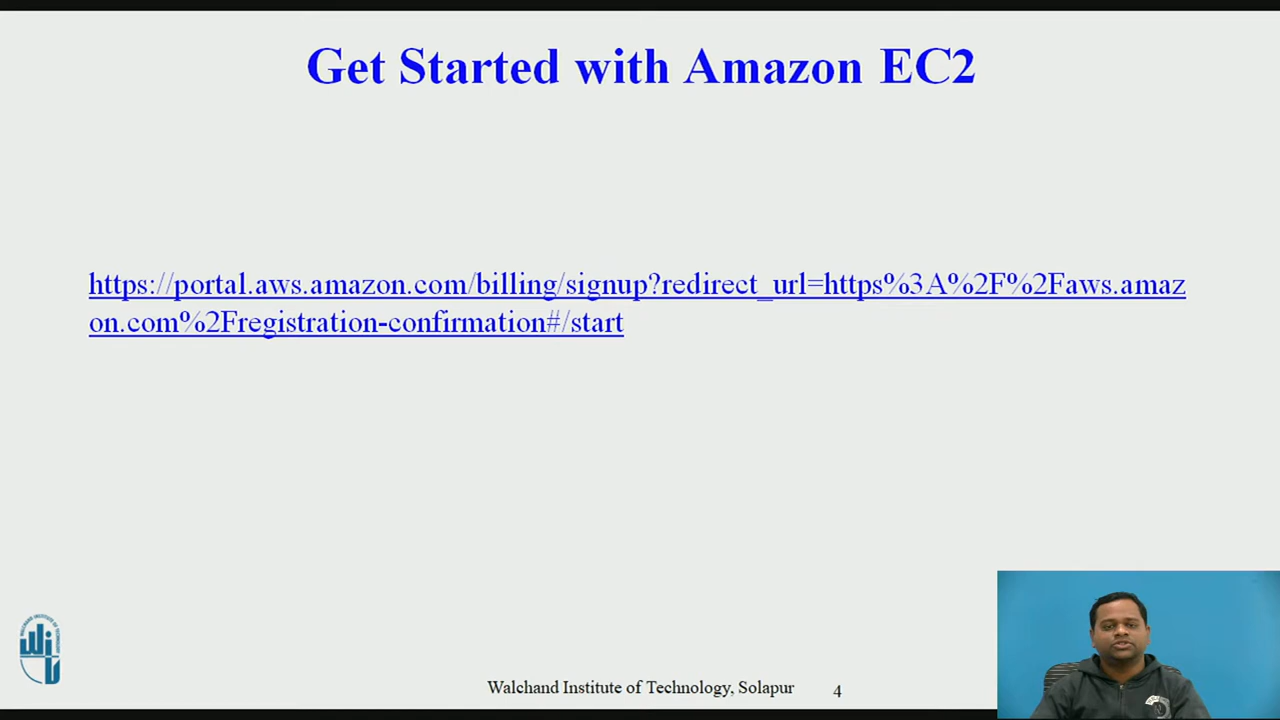 Get Started with Amazon EC2
https://portal.aws.amazon.com/billing/signup?redirect_url=https%3A%2F%2Faws.amaz
on.com%2Fregistration-confirmation#/start
Walchand Institute of Technology, Solapur
4